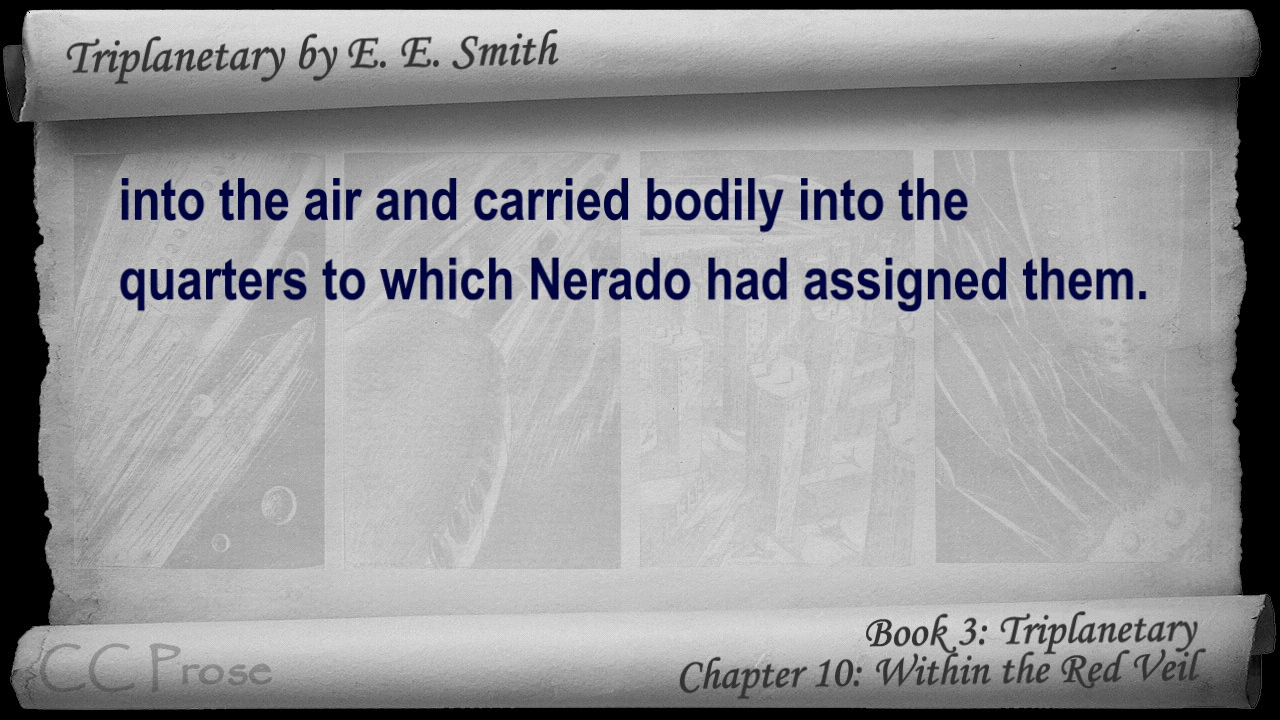 Triplanetary by E. E. Smith
into the air and carried bodily into the
quarters to which Nerado had assigned them.
Book 3: Triplanetary
Chapter 10: Within the Red Veil
CC Prose